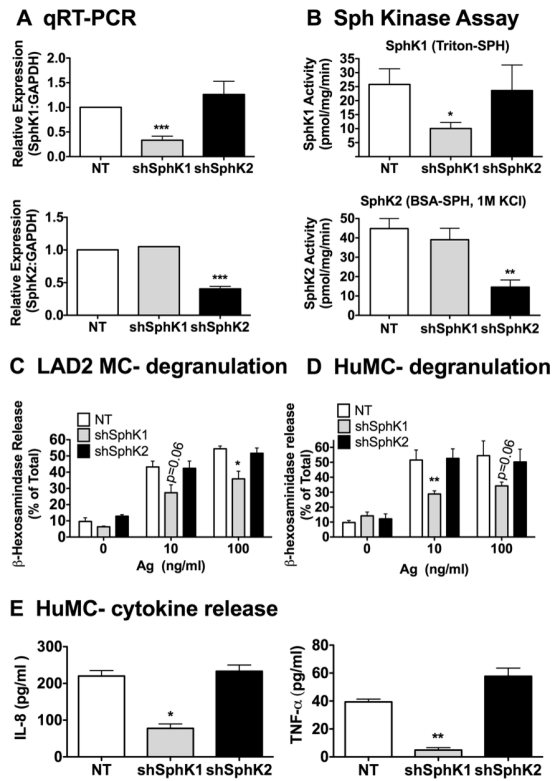 A qRT-PCR
B Sph Kinase Assay
Relative Expression
(SphK1:GAPDH)
2.0
1.5
1.0
0.5
0.0
***
NT shSphK1 shSphK2
SphK1 (Triton-SPH)
SphK1 Activity
(pmol/mg/min)
45
40
35
30
25
20
15
10
5
0
*
NT shSphK1 shSphK2
Relative Expression
(SphK2:GAPDH)
2.0
1.5
1.0
0.5
0.0
***
NT shSphK1 shSphK2
SphK2 (BSA-SPH, 1M KCl)
SphK2 Activity
(pmol/mg/min)
50
40
30
20
10
0
**
NT shSphK1 shSphK2
C LAD2 MC- degranulation
D HuMC- degranulation
β-Hexosaminidase Release
(% of Total)
NT
shSphK1
shSphK2
60
50
40
30
20
10
0
p=0.06
*
0 10 100
Ag (ng/ml)
β-Hexosamindase release
(% of Total)
NT
shSphK1
shSphK2
60
50
40
30
20
10
0
**
p=0.06
0 10 100
Ag (ng/ml)
E HuMC- cytokine release
IL-8 (pg/ml )
300
200
100
0
*
NT shSphK1 shSphK2
TNF-α (pg/ml)
80
60
40
20
0
**
NT shSphK1 shSphK2